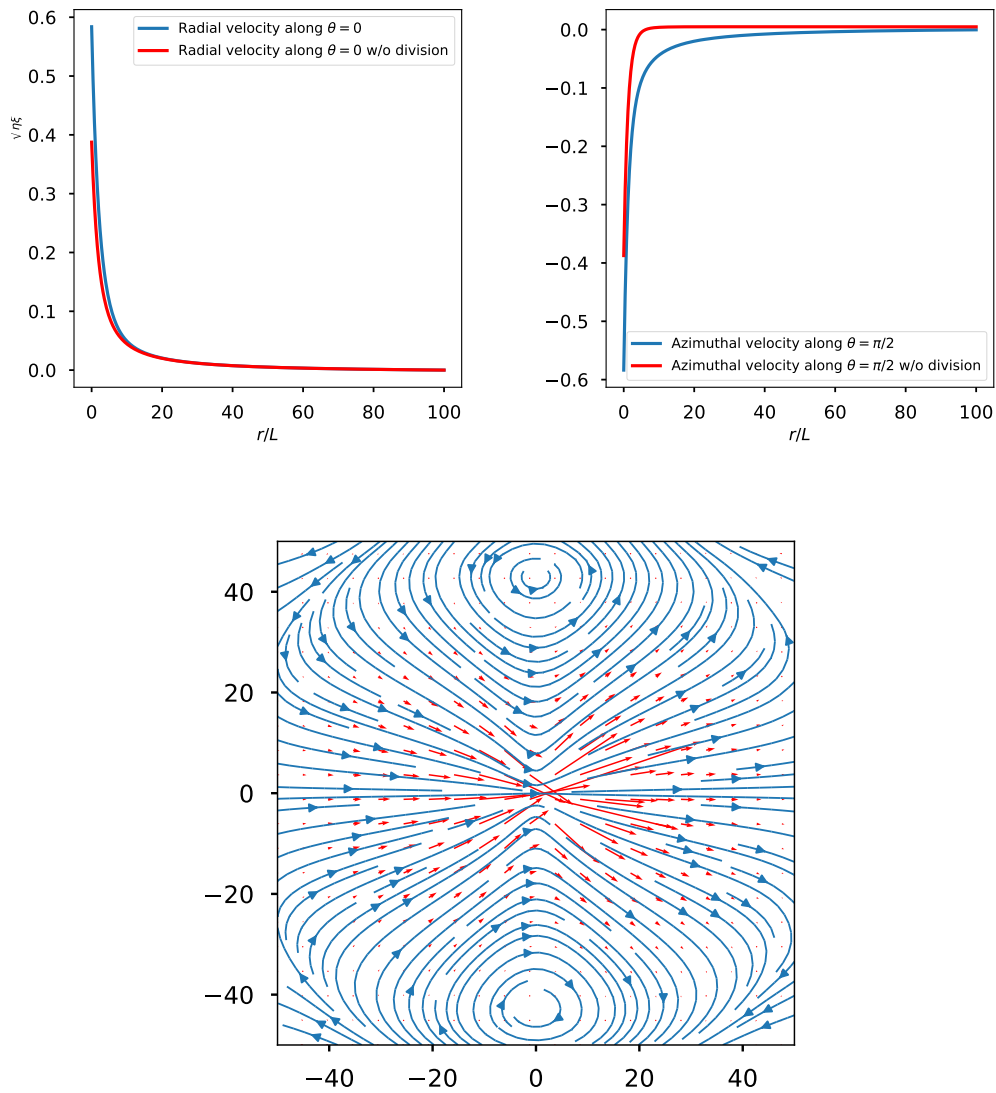 0.6
0.5
0.4
0.3
0.2
0.1
0.0
√ηξ
Radial velocity along θ = 0
Radial velocity along θ = 0 w/o division
0 20 40 60 80 100
r/L
0.0
−0.1
−0.2
−0.3
−0.4
−0.5
−0.6
Azimuthal velocity along θ = π/2
Azimuthal velocity along θ = π/2 w/o division
0 20 40 60 80 100
r/L
40
20
0
−20
−40
−40 −20 0 20 40